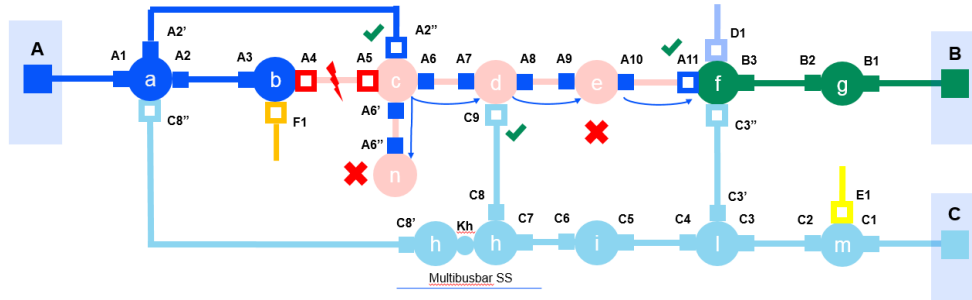 A
A1
a
A2'
A2
C8"
A3
b
A4
F1
A5
c
A2"
A6
A6'
A6"
n
A7
d
C9
A8
A9
e
A10
A11
f
D1
B3
C3"
B2
g
B1
B
C8'
h
Kh
h
C8
C7
C6
i
C5
C4
l
C3'
C3
C2
m
E1
C1
C
Multibusbar SS